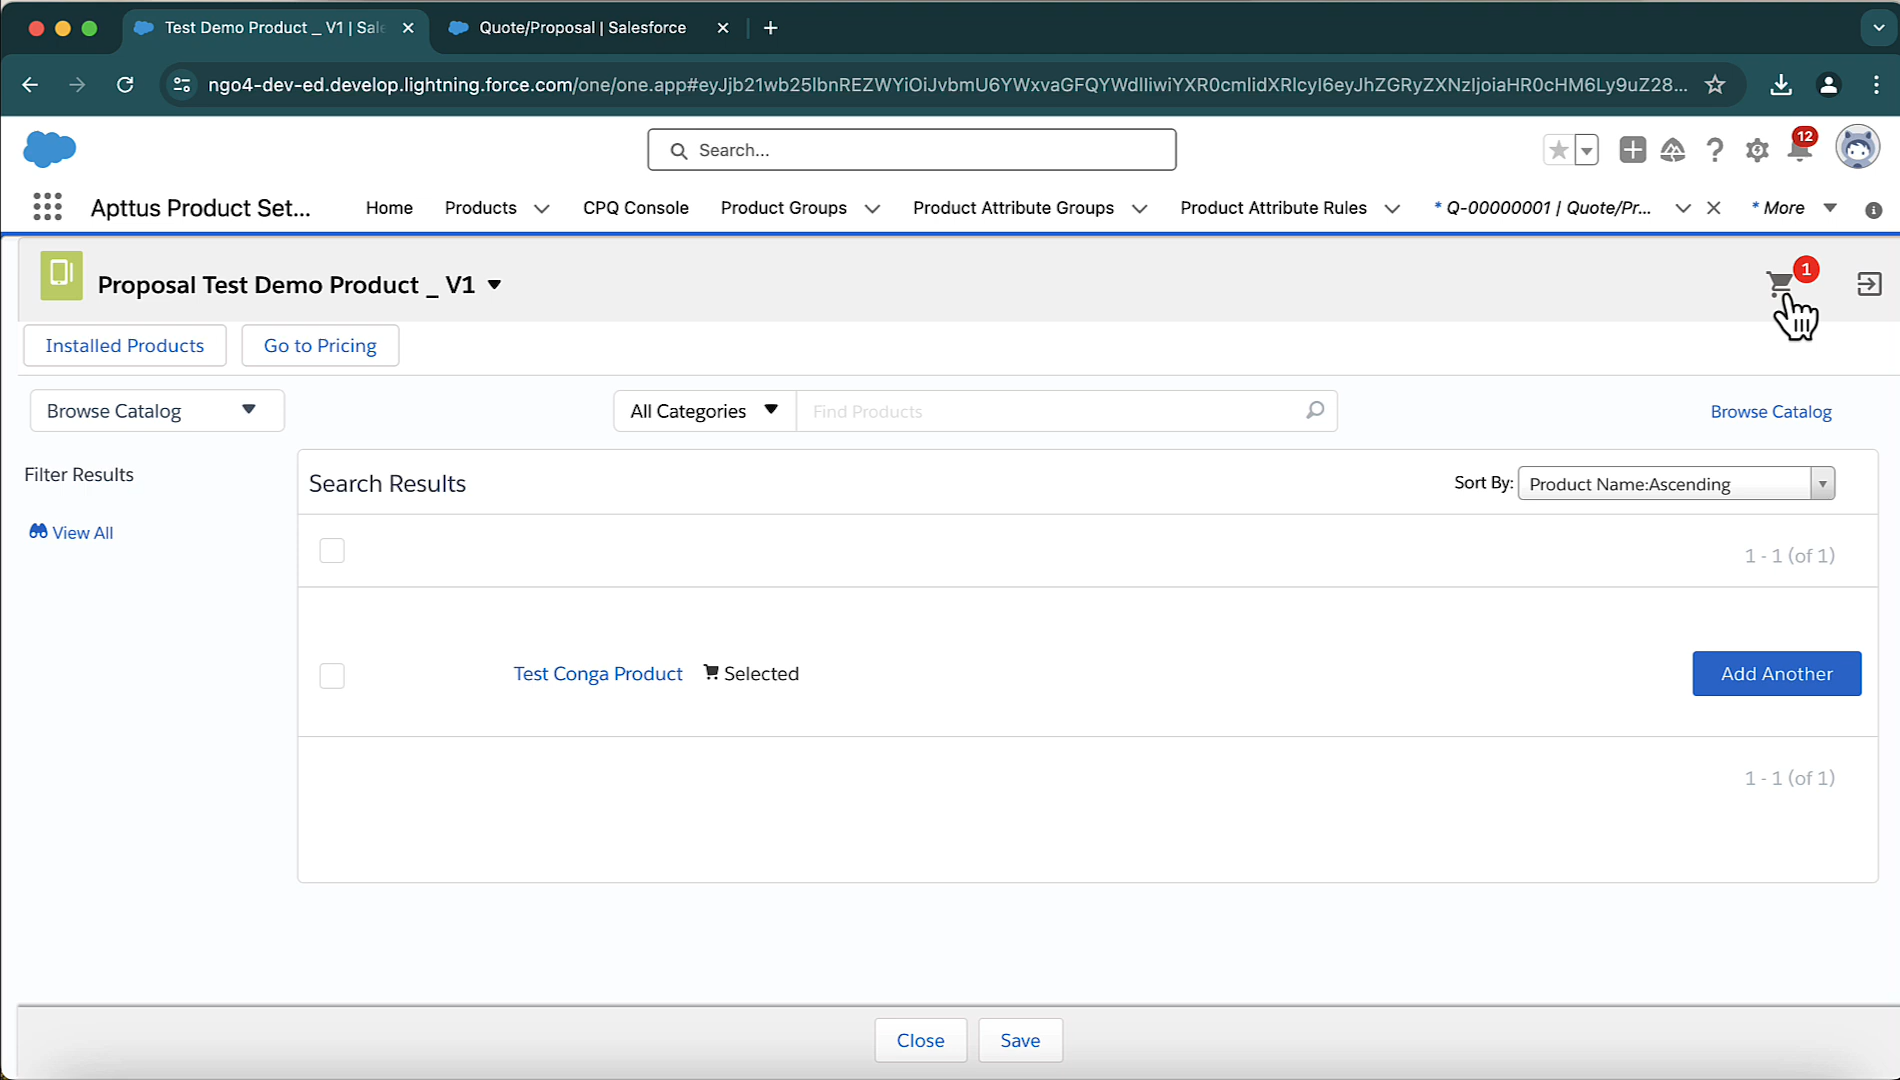 Test Demo Product _ V1 | Sale
Quote/Proposal | Salesforce
ngo4-dev-ed.develop.lightning.force.com/one/one.app#eyJjb21wb25lbnREZWYiOiJvbmU6YWxvaGFQYWdlIiwiYXR0cmlidXRlcyI6eyJhZGRyZXNzIjoiaHR0cHM6Ly9uZ28...
Search...
12
Apttus Product Set...
Home
Products
CPQ Console
Product Groups
Product Attribute Groups
Product Attribute Rules
* Q-00000001 | Quote/Pr...
* More
Proposal Test Demo Product _ V1
1
Installed Products
Go to Pricing
Browse Catalog
All Categories
Find Products
Browse Catalog
Filter Results
Search Results
Sort By:
Product Name:Ascending
View All
1 - 1 (of 1)
Test Conga Product
Selected
Add Another
1 - 1 (of 1)
Close
Save